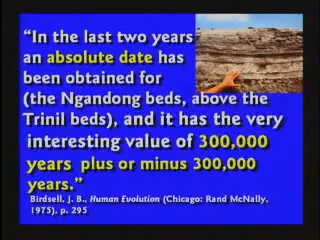 “In the last two years
an absolute date has
been obtained for
(the Ngandong beds, above the
Trinil beds), and it has the very
interesting value of 300,000
years plus or minus 300,000
years.”
Birdsell, J. B., Human Evolution (Chicago: Rand McNally,
1975), p. 295